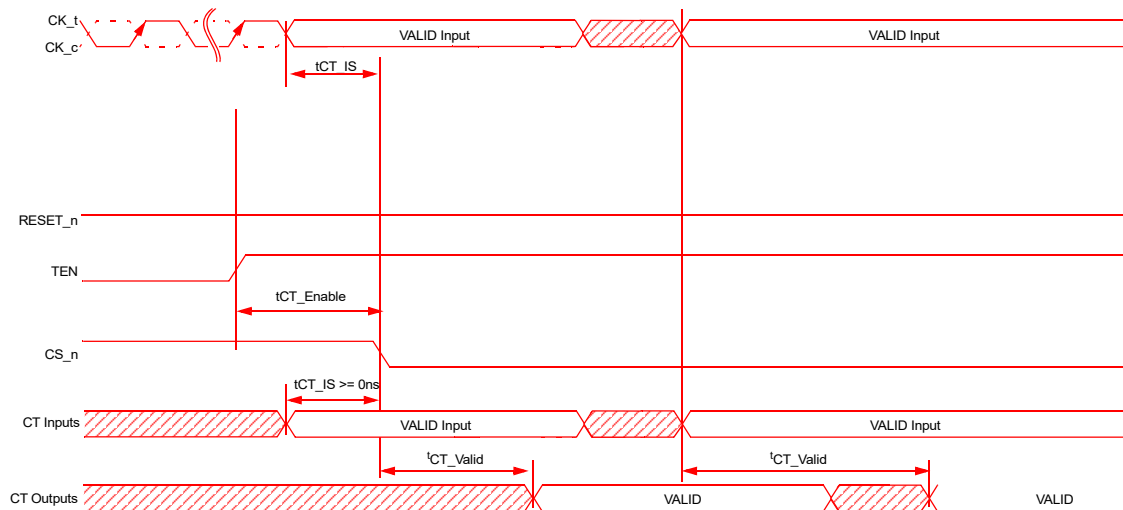 CK_t
CK_c
VALID Input
VALID Input
tCT_IS
RESET_n
TEN
tCT_Enable
CS_n
tCT_IS >= 0ns
CT Inputs
VALID Input
VALID Input
tCT_Valid
tCT_Valid
CT Outputs
VALID
VALID